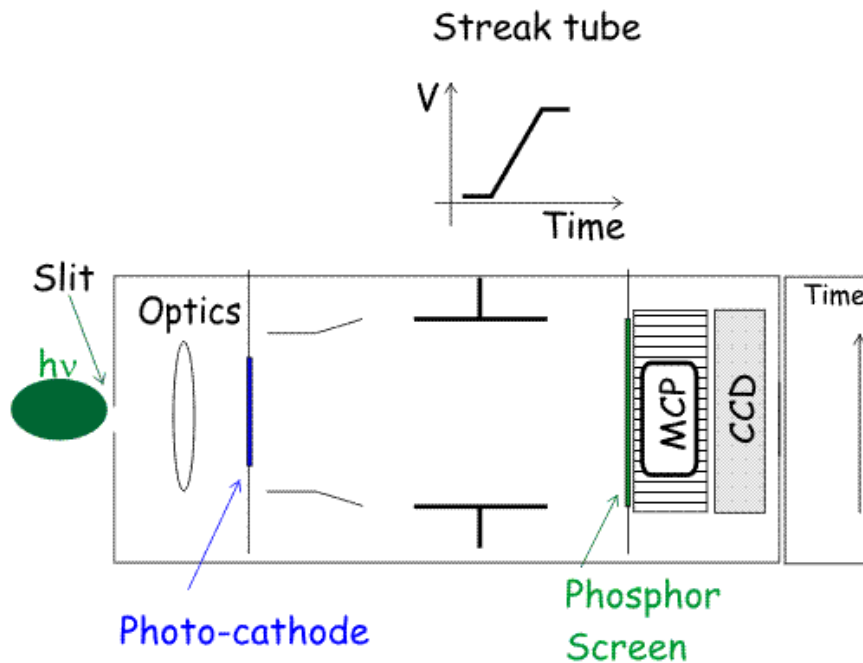 Streak tube
V
Time
Slit
hν
Optics
MCP
CCD
Time
Photo-cathode
Phosphor
Screen